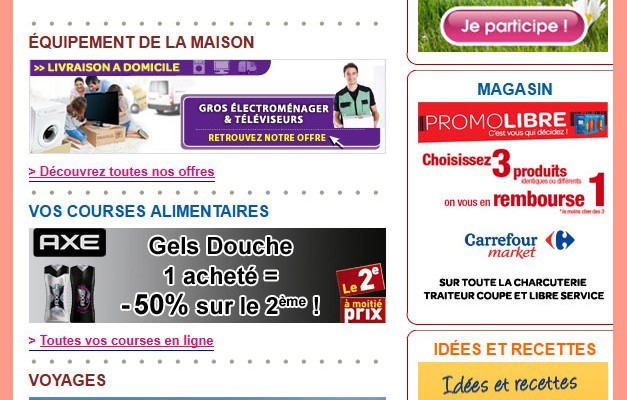 ÉQUIPEMENT DE LA MAISON
>> LIVRAISON A DOMICILE
GROS ÉLECTROMÉNAGER
& TÉLÉVISEURS
RETROUVEZ NOTRE OFFRE
> Découvrez toutes nos offres
VOS COURSES ALIMENTAIRES
AXE
Gels Douche
1 acheté =
-50% sur le 2ème !
Le 2e
à moitié
prix
> Toutes vos courses en ligne
VOYAGES
Je participe !
MAGASIN
PROMOLIBRE
C'est vous qui décidez !
Choisissez 3 produits
identiques ou différents
on vous en rembourse 1*
*le moins cher des 3
Carrefour
market
SUR TOUTE LA CHARCUTERIE
TRAITEUR COUPE ET LIBRE SERVICE
IDÉES ET RECETTES
Idées et recettes